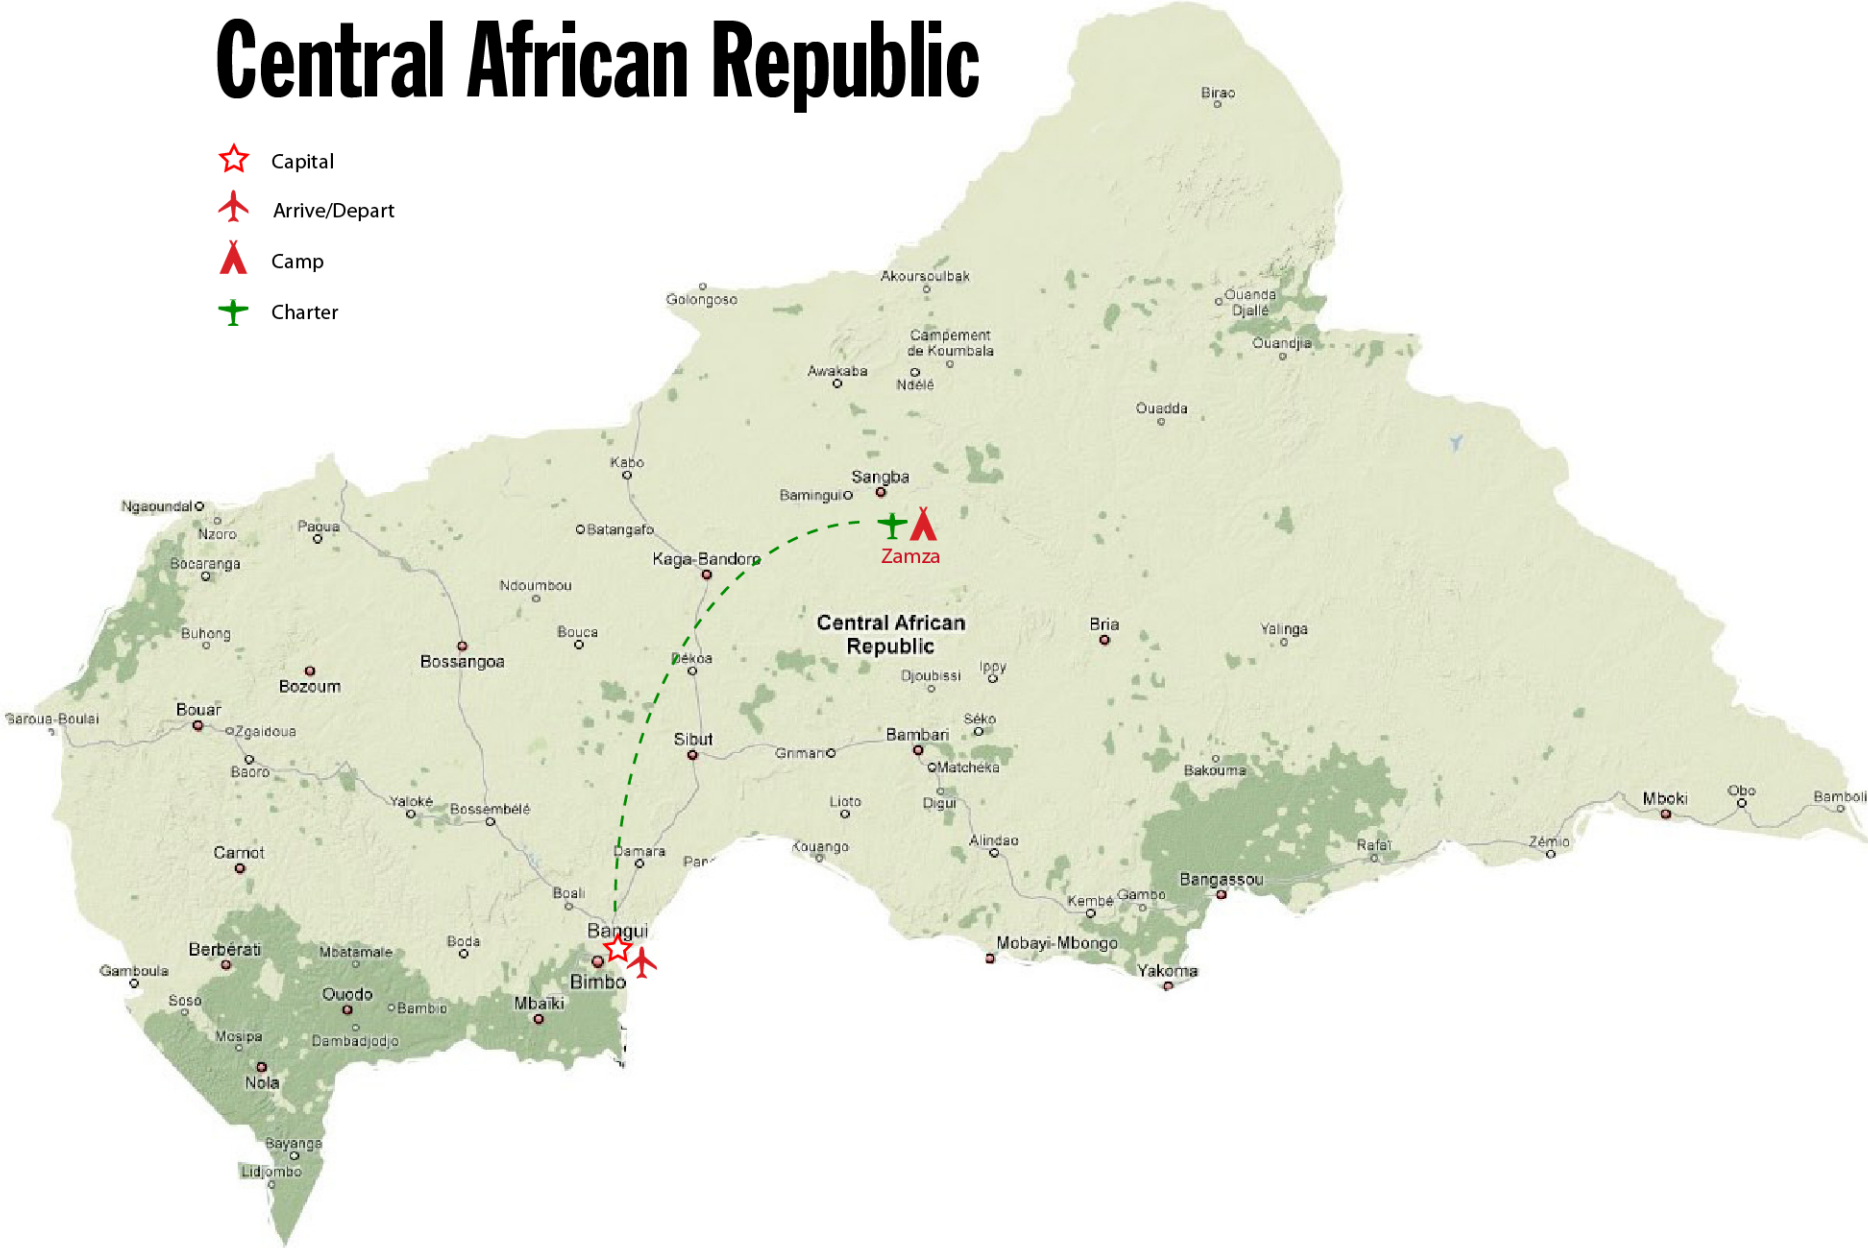 Central African Republic
Capital
Arrive/Depart
Camp
Charter
Birao
Akoursoulbak
Golongoso
Ouanda
Djallé
Campement
de Koumbala
Ouandjia
Awakaba
Ndélé
Ouadda
Kabo
Sangba
Bamingui
Ngaoundal
Nzoro
Paoua
Batangafo
Zamza
Bocaranga
Kaga-Bandoro
Ndoumbou
Central African
Republic
Bria
Yalinga
Buhong
Bouca
Bossangoa
Dékoa
Ippy
Djoubissi
Bozoum
Bouar
Garoua-Boulai
Zgaidoua
Séko
Sibut
Bambari
Grimari
Matchéka
Baoro
Bakouma
Yaloké
Bossembélé
Lioto
Digui
Mboki
Obo
Bamboli
Carnot
Damara
Kouango
Alindao
Rafaï
Zémio
Bangassou
Boali
Kembé
Gambo
Bangui
Berbérati
Mbatamale
Boda
Mobayi-Mbongo
Gamboula
Bimbo
Yakoma
Soso
Ouodo
Bambio
Mbaïki
Mosipa
Dambadjodjo
Nola
Bayanga
Lidjombo